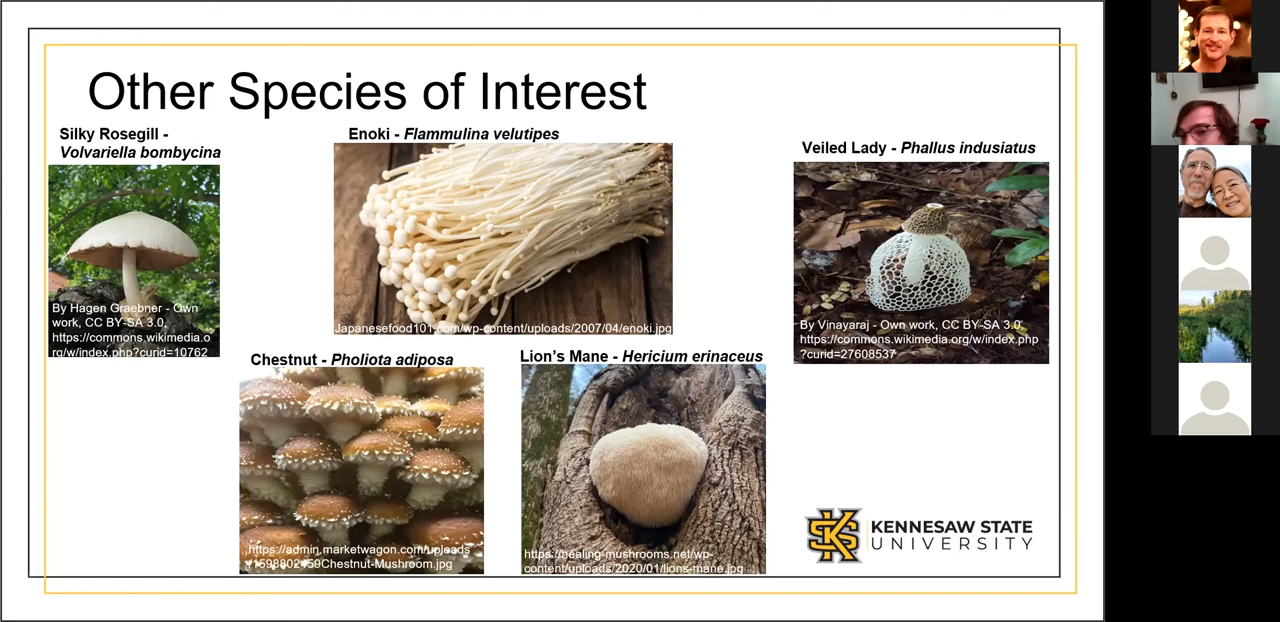 Other Species of Interest
Silky Rosegill -
Volvariella bombycina
By Hagen Graebner - Own
work, CC BY-SA 3.0,
https://commons.wikimedia.o
rg/w/index.php?curid=10762
Enoki - Flammulina velutipes
Japanesefood101.com/wp-content/uploads/2007/04/enoki.jpg
Veiled Lady - Phallus indusiatus
By Vinayaraj - Own work, CC BY-SA 3.0,
https://commons.wikimedia.org/w/index.php
?curid=27608537
Chestnut - Pholiota adiposa
https://admin.marketwagon.com/uploads
/1598802459Chestnut-Mushroom.jpg
Lion's Mane - Hericium erinaceus
https://healing-mushrooms.net/wp-
content/uploads/2020/01/lions-mane.jpg
KENNESAW STATE
UNIVERSITY